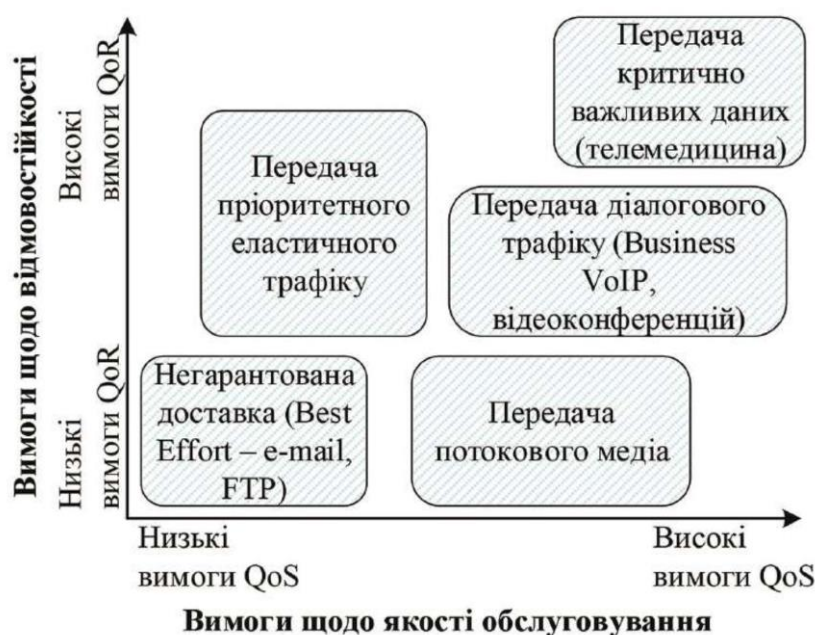 Вимоги щодо відмовостійкості
Високі
вимоги QoR
Низькі
вимоги QoR
Передача
критично
важливих даних
(телемедицина)
Передача
пріоритетного
еластичного
трафіку
Передача діалогового
трафіку (Business
VoIP,
відеоконференцій)
Негарантована
доставка (Best
Effort – e-mail,
FTP)
Передача
потокового медіа
Низькі
вимоги QoS
Високі
вимоги QoS
Вимоги щодо якості обслуговування